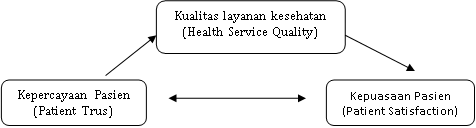 Kualitas layanan kesehatan
(Health Service Quality)
Kepercayaan Pasien
(Patient Trus)
Kepuasaan Pasien
(Patient Satisfaction)